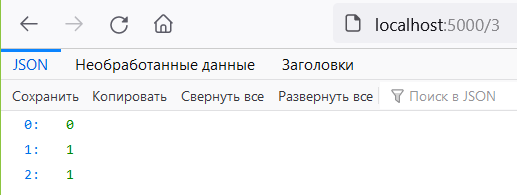 localhost:5000/3
JSON Необработанные данные Заголовки
Сохранить Копировать Свернуть все Развернуть все Поиск в JSON
0: 0
1: 1
2: 1